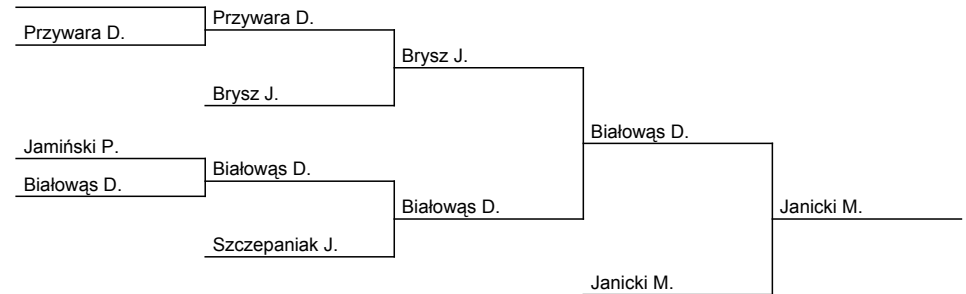 Przywara D.
Przywara D.
Brysz J.
Brysz J.
Jamiński P.
Białowąs D.
Białowąs D.
Białowąs D.
Szczepaniak J.
Białowąs D.
Janicki M.
Janicki M.